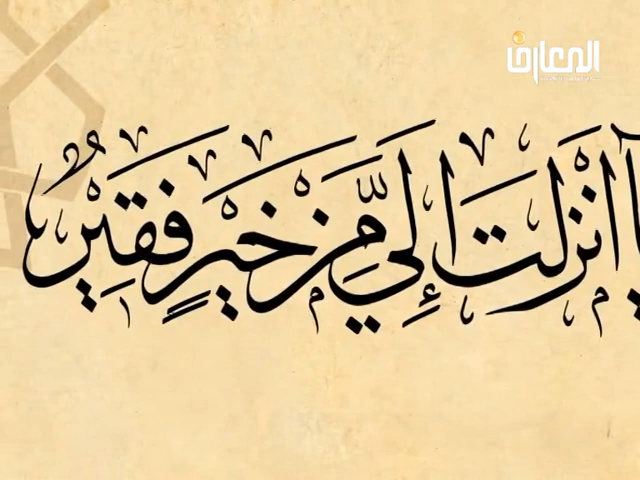 المعارف
أنزلت إلي من خير فقير